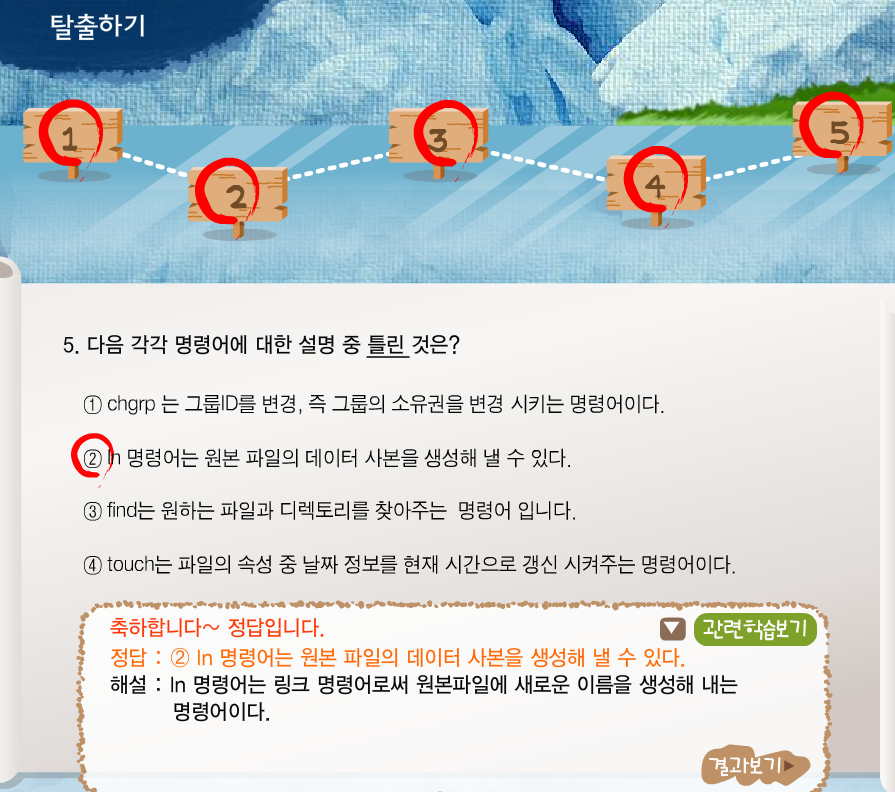 탈출하기
1
2
3
4
5
5. 다음 각각 명령어에 대한 설명 중 틀린 것은?
① chgrp 는 그룹ID를 변경, 즉 그룹의 소유권을 변경 시키는 명령어이다.
② ln 명령어는 원본 파일의 데이터 사본을 생성해 낼 수 있다.
③ find는 원하는 파일과 디렉토리를 찾아주는 명령어 입니다.
④ touch는 파일의 속성 중 날짜 정보를 현재 시간으로 갱신 시켜주는 명령어이다.
축하합니다~ 정답입니다.
관련학습보기
정답 : ② ln 명령어는 원본 파일의 데이터 사본을 생성해 낼 수 있다.
해설 : ln 명령어는 링크 명령어로써 원본파일에 새로운 이름을 생성해 내는
명령어이다.
결과보기